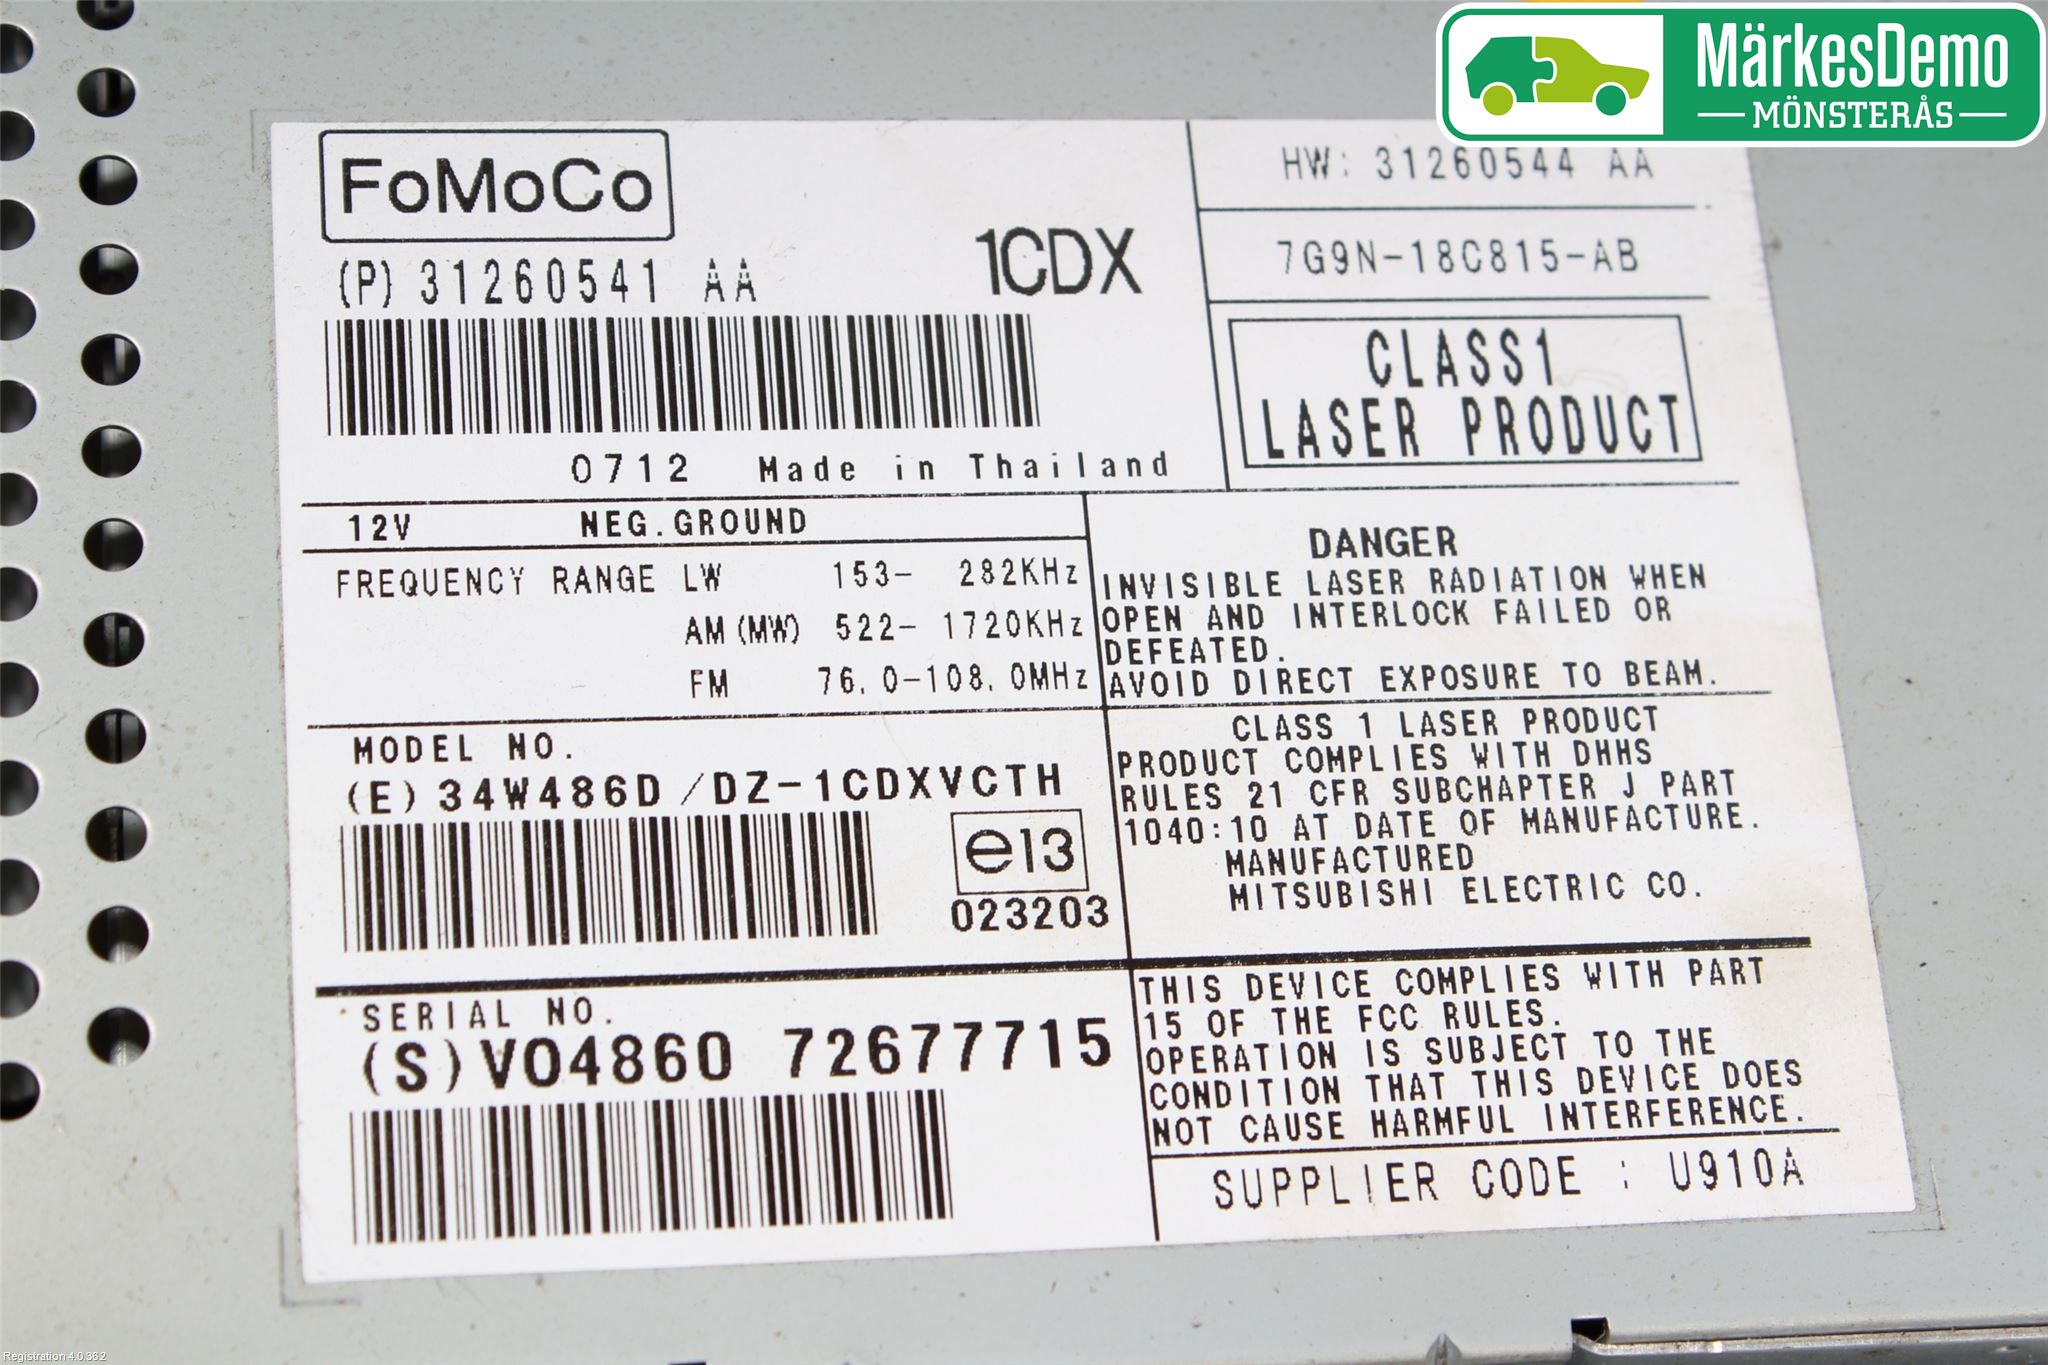 MärkesDemo
MÖNSTERÅS
FoMoCo
(P) 31260541 AA
1CDX
0712 Made in Thailand
HW: 31260544 AA
7G9N-18C815-AB
CLASS1
LASER PRODUCT
12V NEG.GROUND
FREQUENCY RANGE LW 153- 282KHz
AM(MW) 522- 1720KHz
FM 76.0-108.0MHz
DANGER
INVISIBLE LASER RADIATION WHEN
OPEN AND INTERLOCK FAILED OR
DEFEATED.
AVOID DIRECT EXPOSURE TO BEAM.
MODEL NO.
(E)34W486D/DZ-1CDXVCTH
e13
023203
CLASS 1 LASER PRODUCT
PRODUCT COMPLIES WITH DHHS
RULES 21 CFR SUBCHAPTER J PART
1040:10 AT DATE OF MANUFACTURE.
MANUFACTURED
MITSUBISHI ELECTRIC CO.
SERIAL NO.
(S)VO4860 72677715
THIS DEVICE COMPLIES WITH PART
15 OF THE FCC RULES.
OPERATION IS SUBJECT TO THE
CONDITION THAT THIS DEVICE DOES
NOT CAUSE HARMFUL INTERFERENCE.
SUPPLIER CODE : U910A
Registration 4.0.36.2